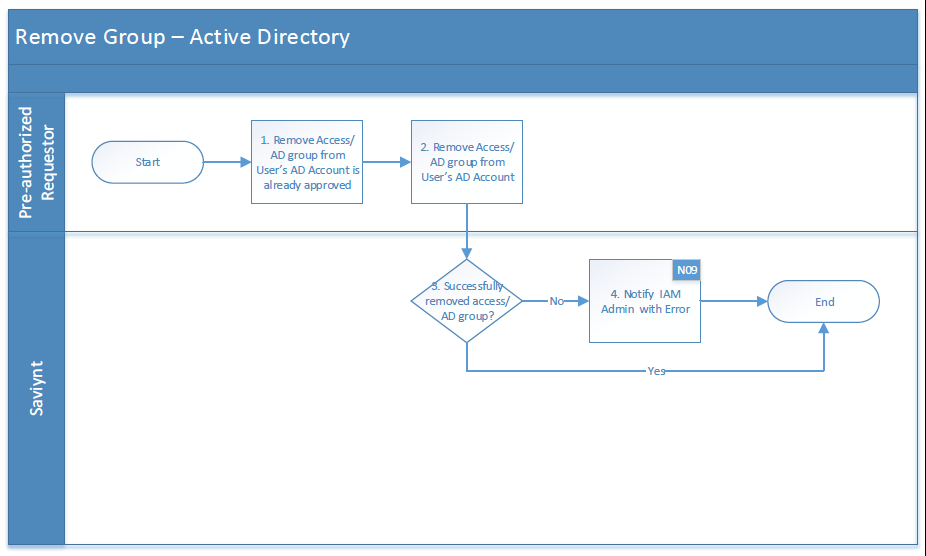 Remove Group – Active Directory
Pre-authorized
Requestor
Start
1. Remove Access/
AD group from
User's AD Account is
already approved
2. Remove Access/
AD group from
User's AD Account
Saviynt
3. Successfully
removed access/
AD group?
No
N09
4. Notify IAM
Admin with Error
End
Yes